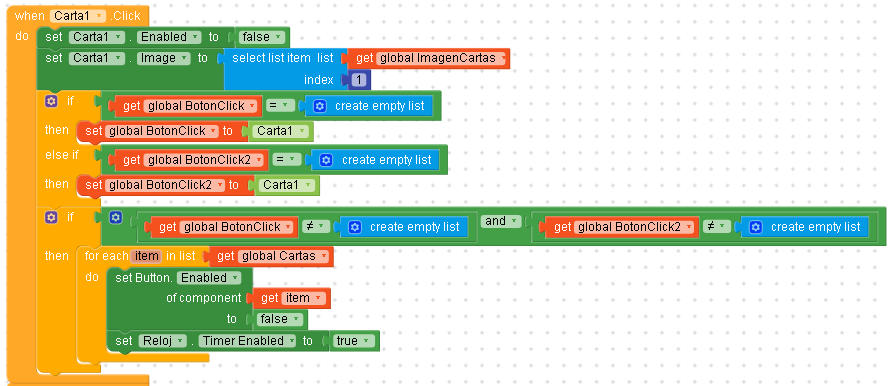 when Carta1 .Click
do set Carta1 . Enabled to false
set Carta1 . Image to select list item list get global ImagenCartas
index 1
if get global BotonClick = create empty list
then set global BotonClick to Carta1
else if get global BotonClick2 = create empty list
then set global BotonClick2 to Carta1
if get global BotonClick ≠ create empty list and get global BotonClick2 ≠ create empty list
then for each item in list get global Cartas
do set Button. Enabled
of component get item
to false
set Reloj . Timer Enabled to true